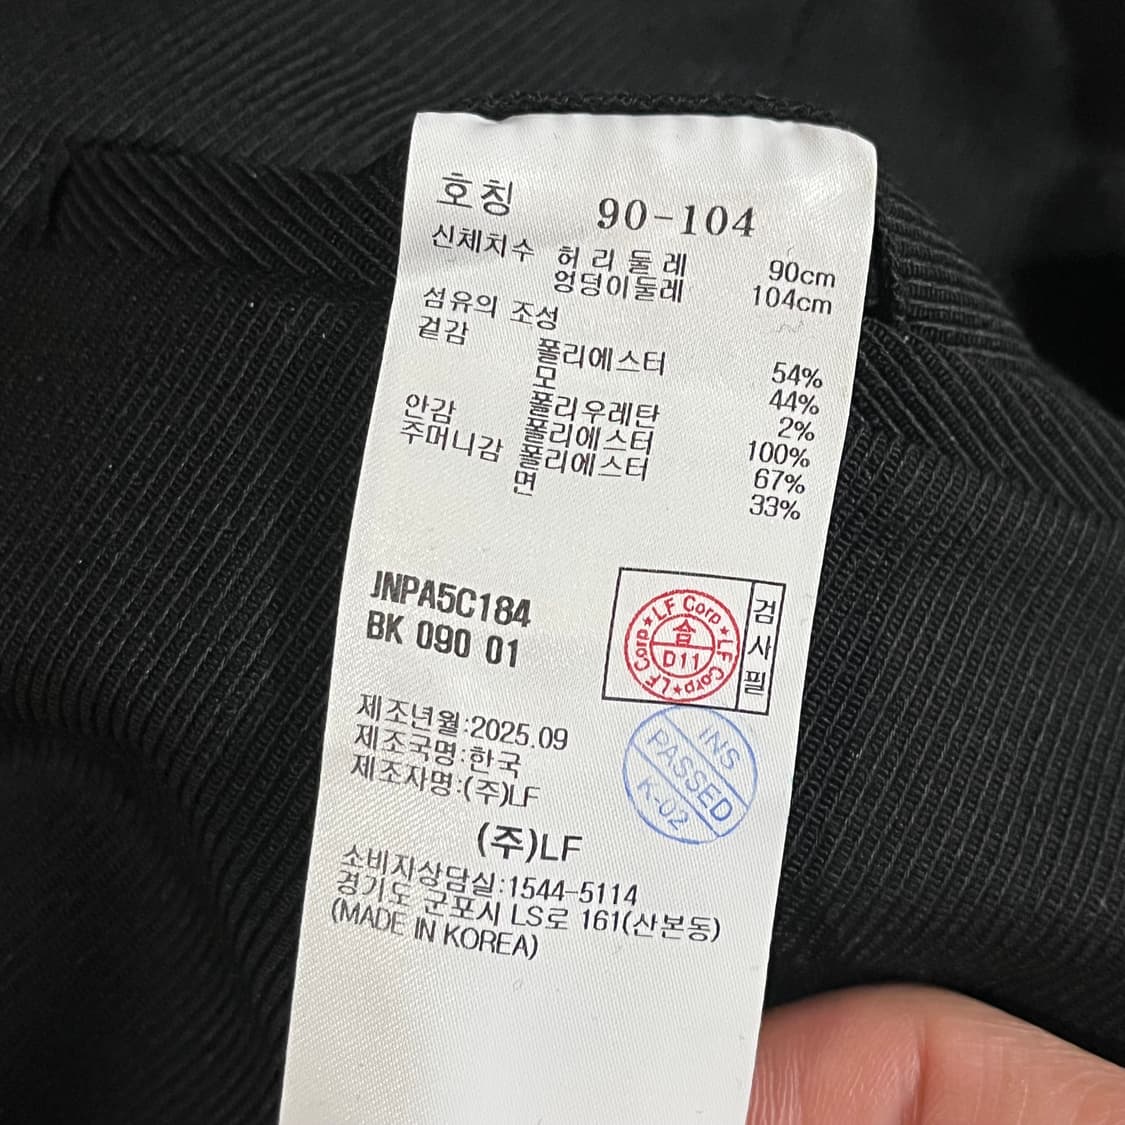 호칭 90-104
신체치수 허리둘레 90cm
엉덩이둘레 104cm
섬유의 조성
겉감 폴리에스터 54%
모 44%
폴리우레탄 2%
안감 폴리에스터 100%
주머니감 폴리에스터 67%
면 33%
JNPA5C184
BK 090 01
LF Corp★LF Corp★LF Corp★
合
D11
검사필
INS
PASSED
K-02
제조년월:2025.09
제조국명:한국
제조자명:(주)LF
(주)LF
소비자상담실:1544-5114
경기도 군포시 LS로 161(산본동)
(MADE IN KOREA)